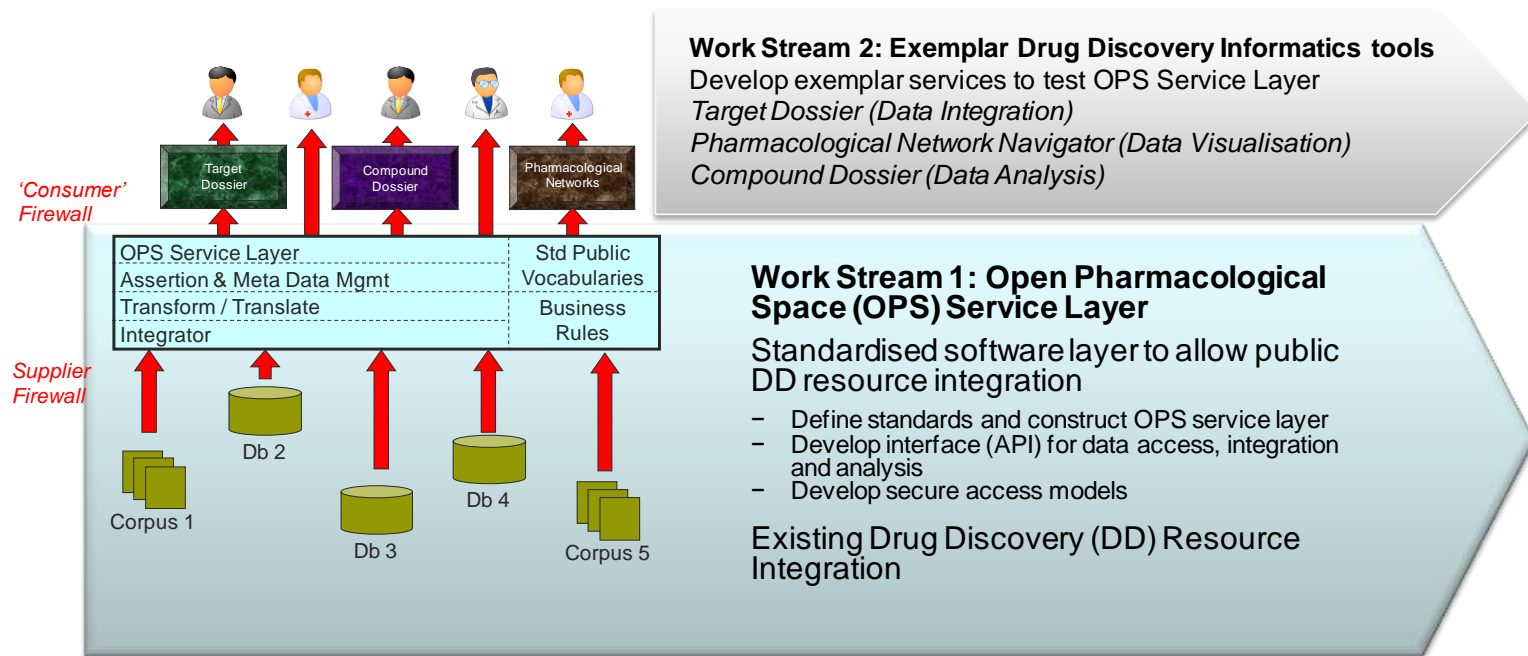 Work Stream 2: Exemplar Drug Discovery Informatics tools
Develop exemplar services to test OPS Service Layer
Target Dossier (Data Integration)
Pharmacological Network Navigator (Data Visualisation)
Compound Dossier (Data Analysis)
Target
Dossier
Compound
Dossier
Pharmacological
Networks
'Consumer'
Firewall
OPS Service Layer
Assertion & Meta Data Mgmt
Transform / Translate
Integrator
Std Public
Vocabularies
Business
Rules
Supplier
Firewall
Corpus 1
Db 2
Db 3
Db 4
Corpus 5
Work Stream 1: Open Pharmacological
Space (OPS) Service Layer
Standardised software layer to allow public
DD resource integration
− Define standards and construct OPS service layer
− Develop interface (API) for data access, integration
and analysis
− Develop secure access models
Existing Drug Discovery (DD) Resource
Integration